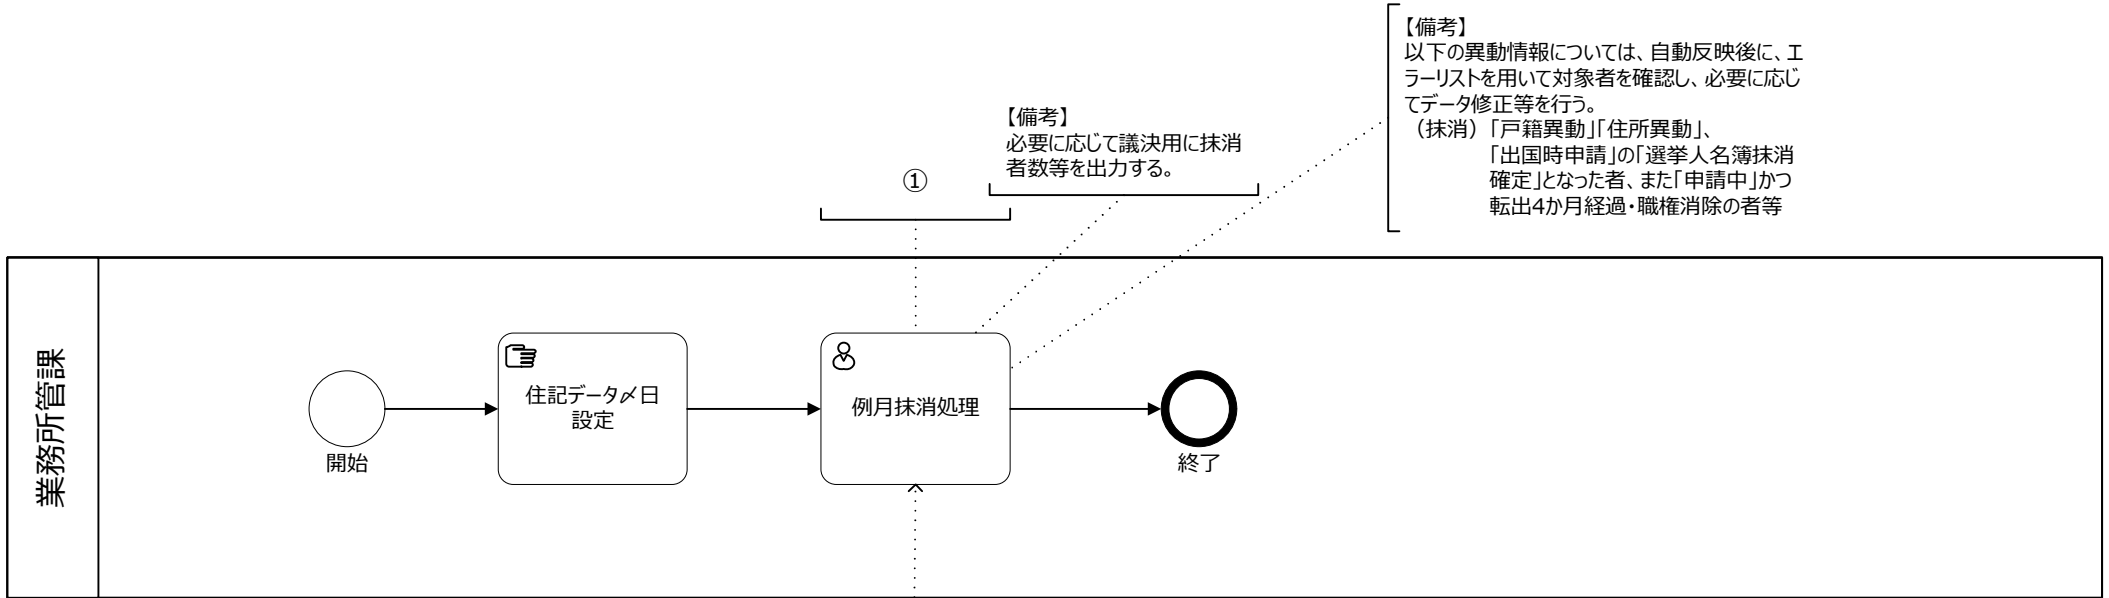 【備考】
以下の異動情報については、自動反映後に、エ
ラーリストを用いて対象者を確認し、必要に応じ
てデータ修正等を行う。
（抹消）「戸籍異動」「住所異動」、
「出国時申請」の「選挙人名簿抹消
確定」となった者、また「申請中」かつ
転出4か月経過・職権消除の者等
【備考】
必要に応じて議決用に抹消
者数等を出力する。
①
業務所管課
開始
住記データ〆日
設定
例月抹消処理
終了